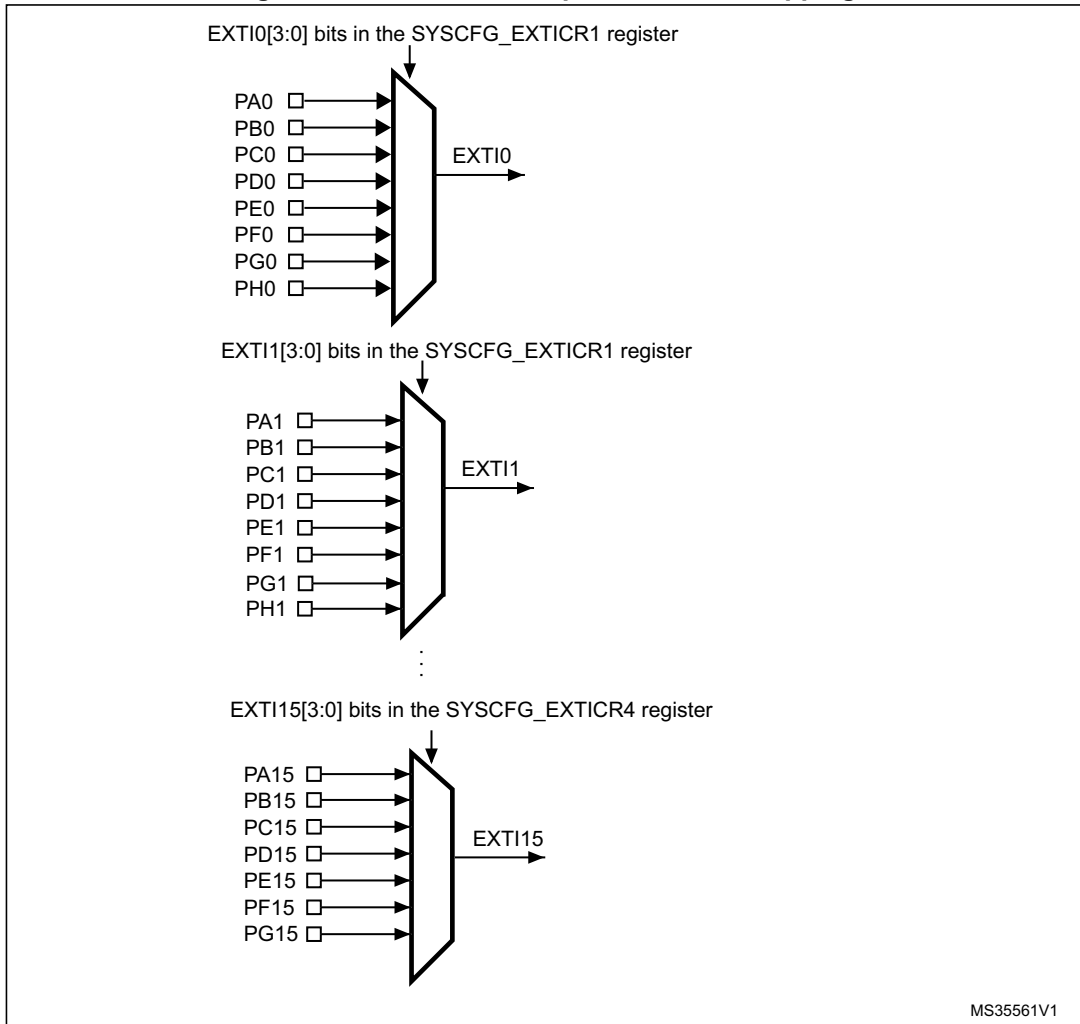 EXTI0[3:0] bits in the SYSCFG_EXTICR1 register
PA0
PB0
PC0
PD0
PE0
PF0
PG0
PH0
EXTI0
EXTI1[3:0] bits in the SYSCFG_EXTICR1 register
PA1
PB1
PC1
PD1
PE1
PF1
PG1
PH1
EXTI1
EXTI15[3:0] bits in the SYSCFG_EXTICR4 register
PA15
PB15
PC15
PD15
PE15
PF15
PG15
EXTI15
MS35561V1